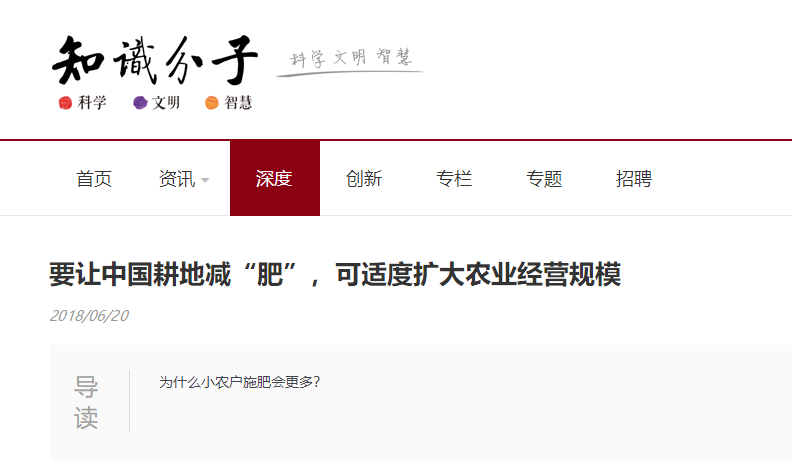 知识分子 科学 文明 智慧
科学 文明 智慧
首页 资讯 深度 创新 专栏 专题 招聘
要让中国耕地减“肥”，可适度扩大农业经营规模
2018/06/20
导读
为什么小农户施肥会更多?